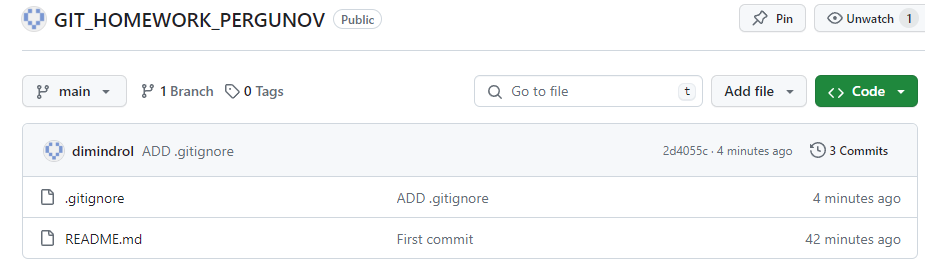 GIT_HOMEWORK_PERGUNOV Public Pin Unwatch 1
main 1 Branch 0 Tags Go to file t Add file Code
dimindrol ADD .gitignore 2d4055c · 4 minutes ago 3 Commits
.gitignore ADD .gitignore 4 minutes ago
README.md First commit 42 minutes ago